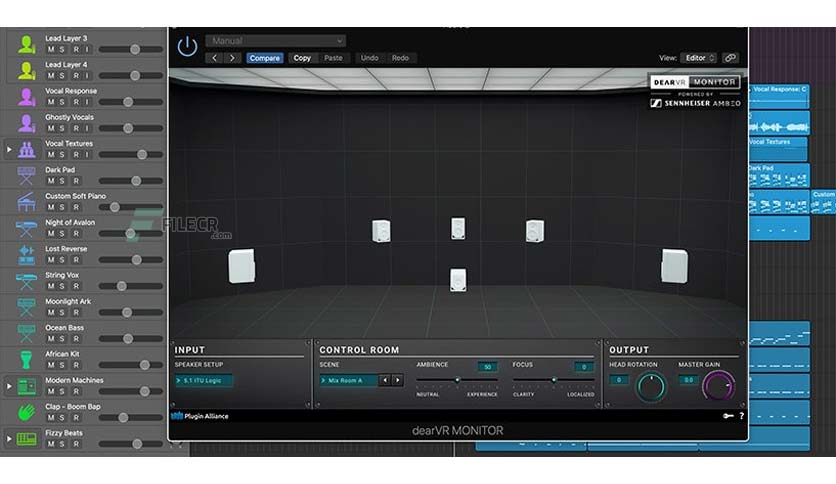 Lead Layer 3
M S R I
Lead Layer 4
M S R I
Vocal Response
M S R I
Ghostly Vocals
M S R I
Vocal Textures
M S R I
Dark Pad
M S R
Custom Soft Piano
M S R
Night of Avalon
M S R
Lost Reverse
M S R
String Vox
M S R
Moonlight Ark
M S R
Ocean Bass
M S R
African Kit
M S R
Modern Machines
M S R
Clap - Boom Bap
M S R
Fizzy Beats
M S R
FILECR
.com
Manual
Compare Copy Paste Undo Redo
View: Editor
DEARVR MONITOR
POWERED BY
SENNHEISER AMBEO
INPUT
SPEAKER SETUP
5.1 ITU Logic
CONTROL ROOM
SCENE
Mix Room A
AMBIENCE 50
NEUTRAL EXPERIENCE
FOCUS 0
CLARITY LOCALIZED
OUTPUT
HEAD ROTATION MASTER GAIN
0 0.0
Plugin Alliance
?
dearVR MONITOR
Vocal Response: C
Vocal Textures
Dark Pad
Custom